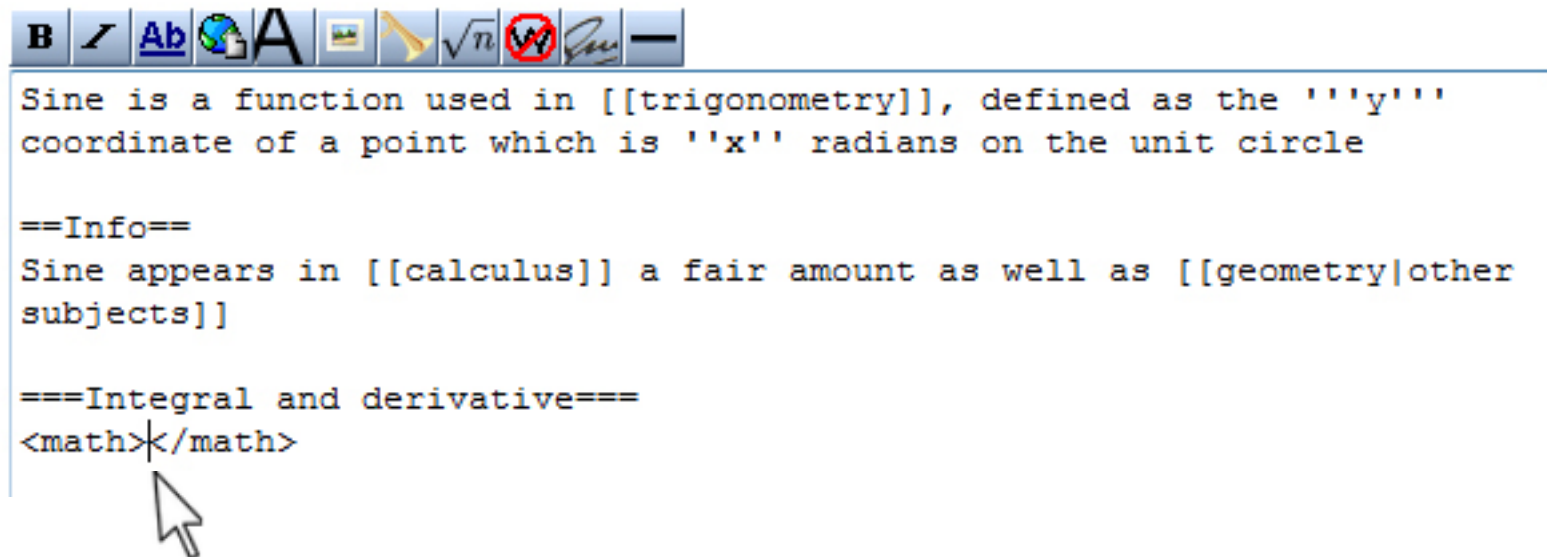 B I Ab A √n W
Sine is a function used in [[trigonometry]], defined as the '''y'''
coordinate of a point which is ''x'' radians on the unit circle
==Info==
Sine appears in [[calculus]] a fair amount as well as [[geometry|other
subjects]]
===Integral and derivative===
<math></math>